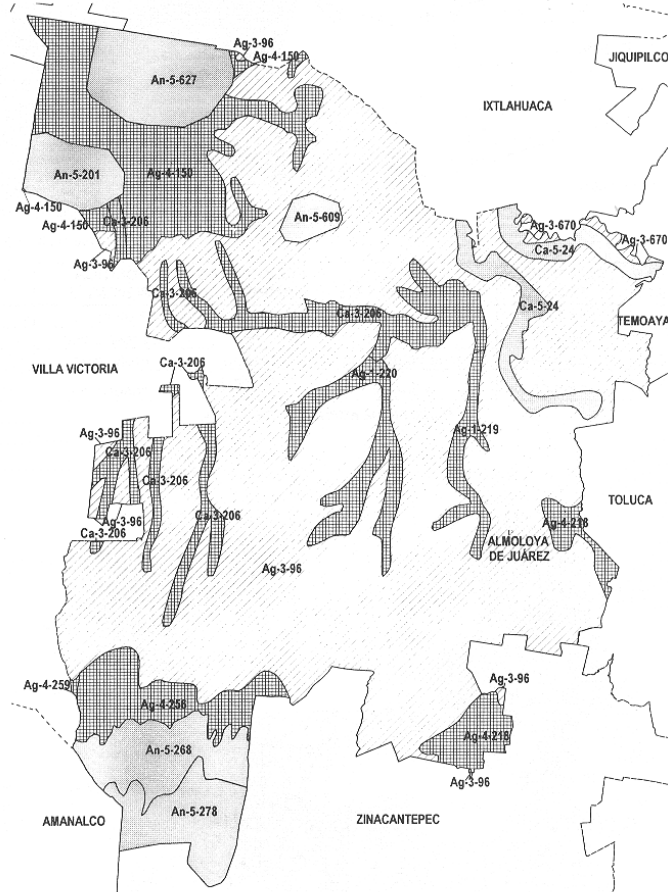 Ag-3-96
Ag-4-150
JIQUIPILCO
An-5-627
IXTLAHUACA
An-5-201
Ag-4-150
Ag-4-150
Ag-4-150
Ca-3-206
An-5-609
Ag-3-670
Ag-3-670
Ca-5-24
Ag-3-96
Ca-3-206
Ca-5-24
Ca-3-206
TEMOAYA
VILLA VICTORIA
Ca-3-206
Ag-1-220
Ag-3-96
Ag-1-219
Ca-3-206
Ca-3-206
TOLUCA
Ca-3-206
Ag-3-96
Ag-4-218
Ca-3-206
ALMOLOYA
DE JUÁREZ
Ag-3-96
Ag-4-259
Ag-3-96
Ag-4-218
An-5-268
Ag-3-96
An-5-278
AMANALCO
ZINACANTEPEC